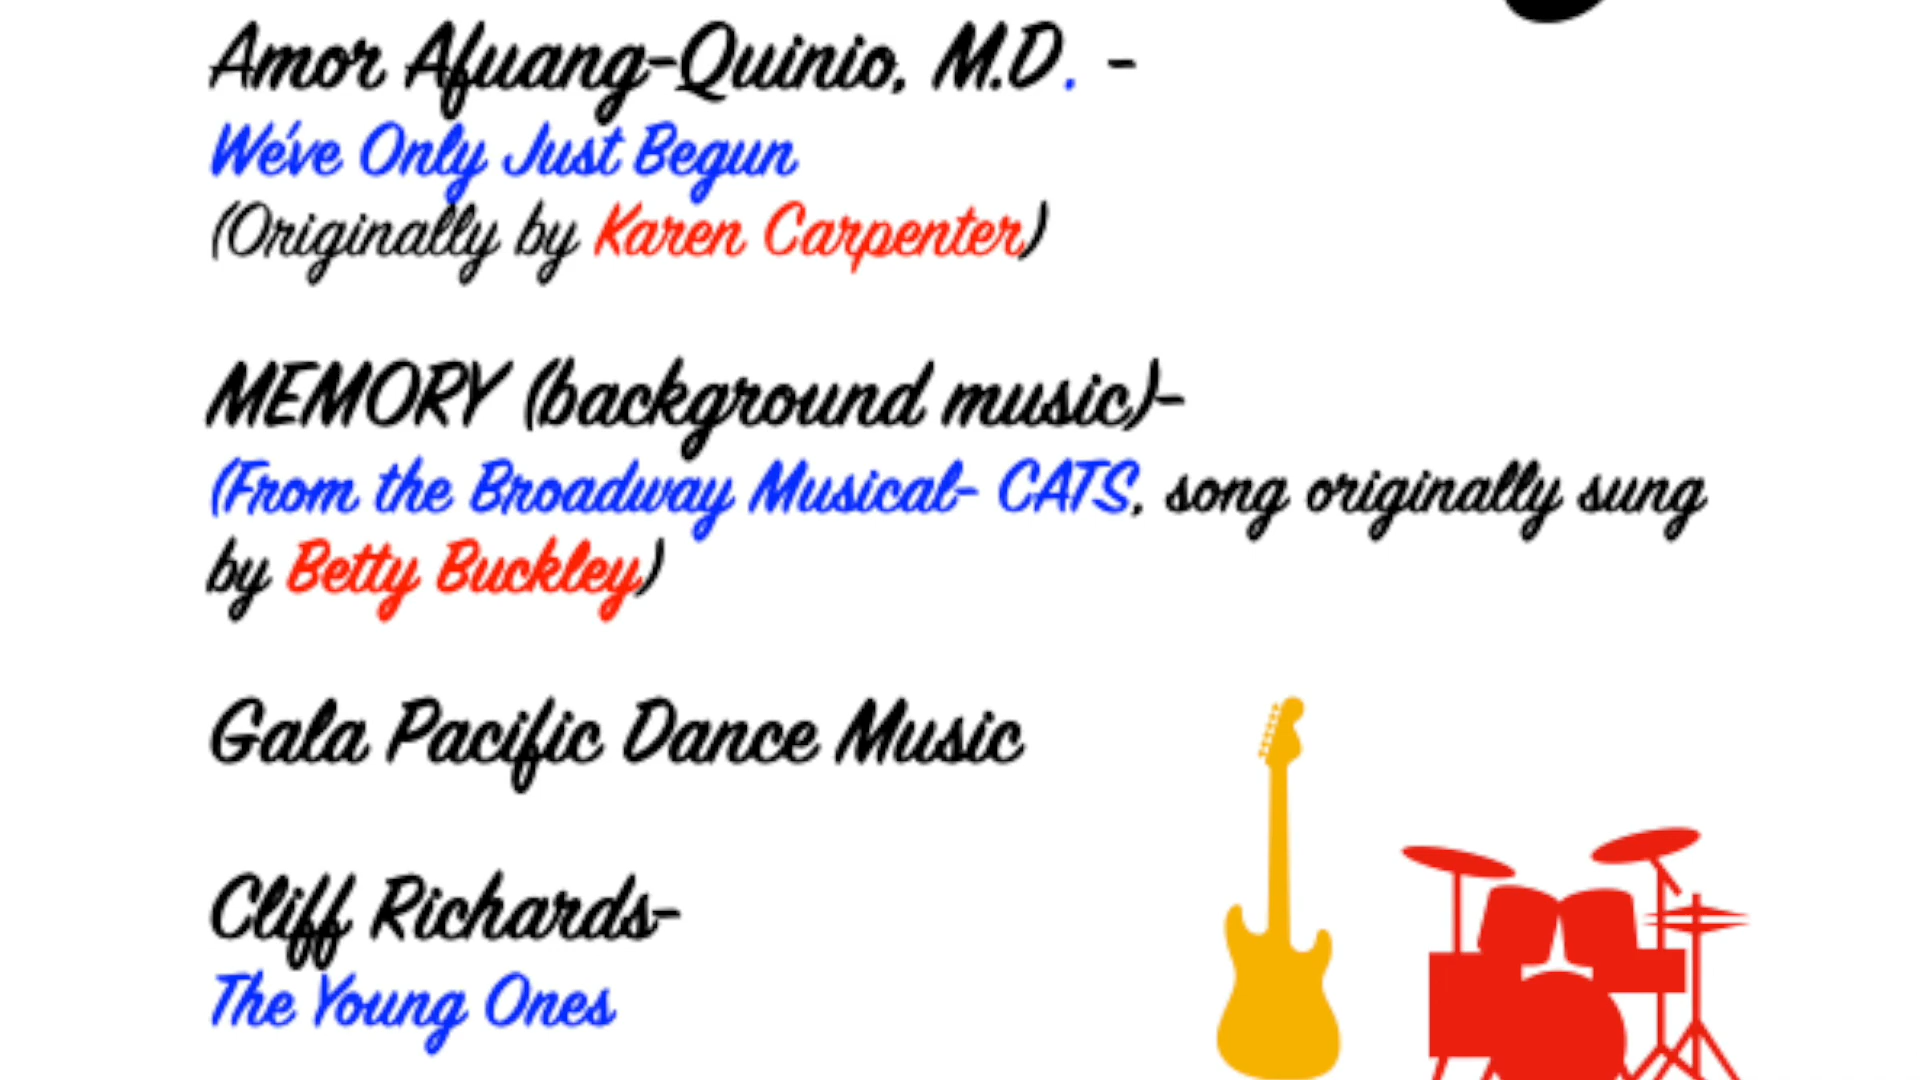 Amor Afuang-Quinio, M.D. -
We've Only Just Begun
(Originally by Karen Carpenter)
MEMORY (background music)-
(From the Broadway Musical- CATS, song originally sung
by Betty Buckley)
Gala Pacific Dance Music
Cliff Richards-
The Young Ones